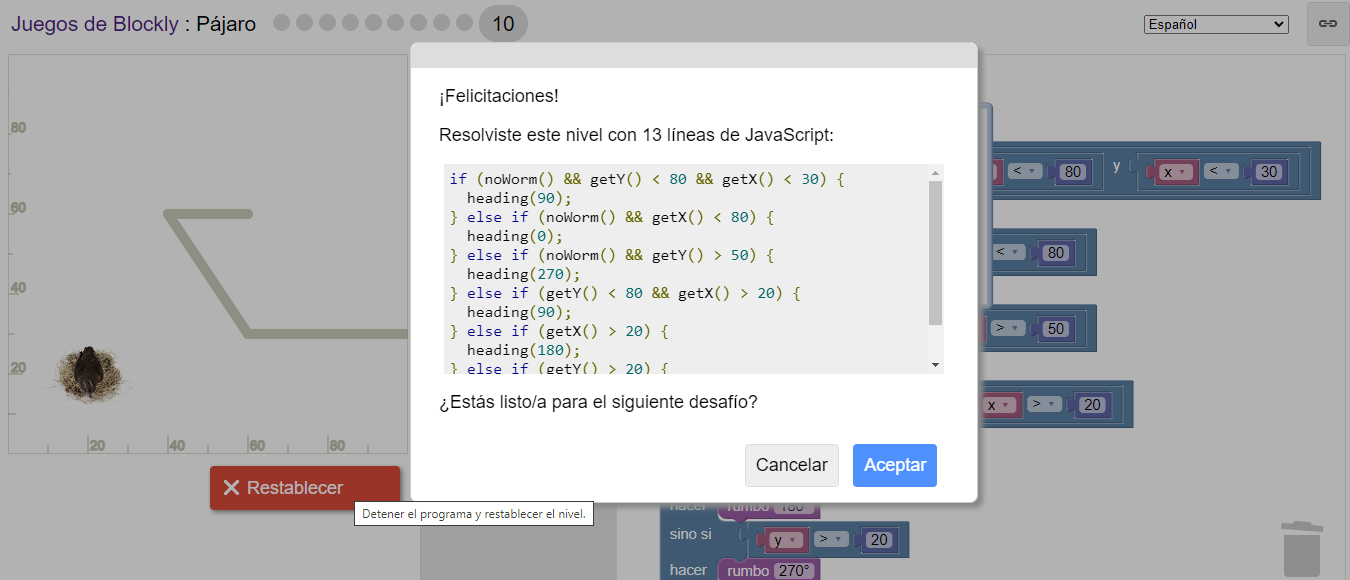 Juegos de Blockly : Pájaro 10 Español
¡Felicitaciones!
Resolviste este nivel con 13 líneas de JavaScript:
if (noWorm() && getY() < 80 && getX() < 30) {
heading(90);
} else if (noWorm() && getX() < 80) {
heading(0);
} else if (noWorm() && getY() > 50) {
heading(270);
} else if (getY() < 80 && getX() > 20) {
heading(90);
} else if (getX() > 20) {
heading(180);
} else if (getY() > 20) {
¿Estás listo/a para el siguiente desafío?
Cancelar Aceptar
80
60
40
20
20 40 60 80
Restablecer
Detener el programa y restablecer el nivel.
< 80 y x < 30
< 80
> 50
x > 20
hacer rumbo 180°
sino si y > 20
hacer rumbo 270°